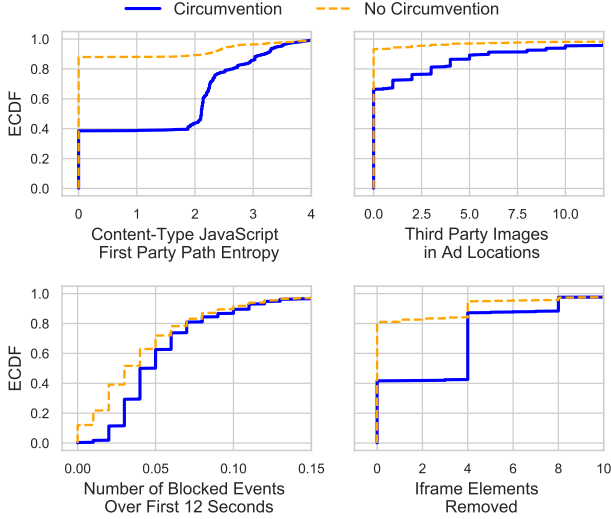 Circumvention No Circumvention
ECDF
1.0
0.8
0.6
0.4
0.2
0.0
0 1 2 3 4
Content-Type JavaScript
First Party Path Entropy
1.0
0.8
0.6
0.4
0.2
0.0
0.0 2.5 5.0 7.5 10.0
Third Party Images
in Ad Locations
ECDF
1.0
0.8
0.6
0.4
0.2
0.0
0.00 0.05 0.10 0.15
Number of Blocked Events
Over First 12 Seconds
1.0
0.8
0.6
0.4
0.2
0.0
0 2 4 6 8 10
Iframe Elements
Removed